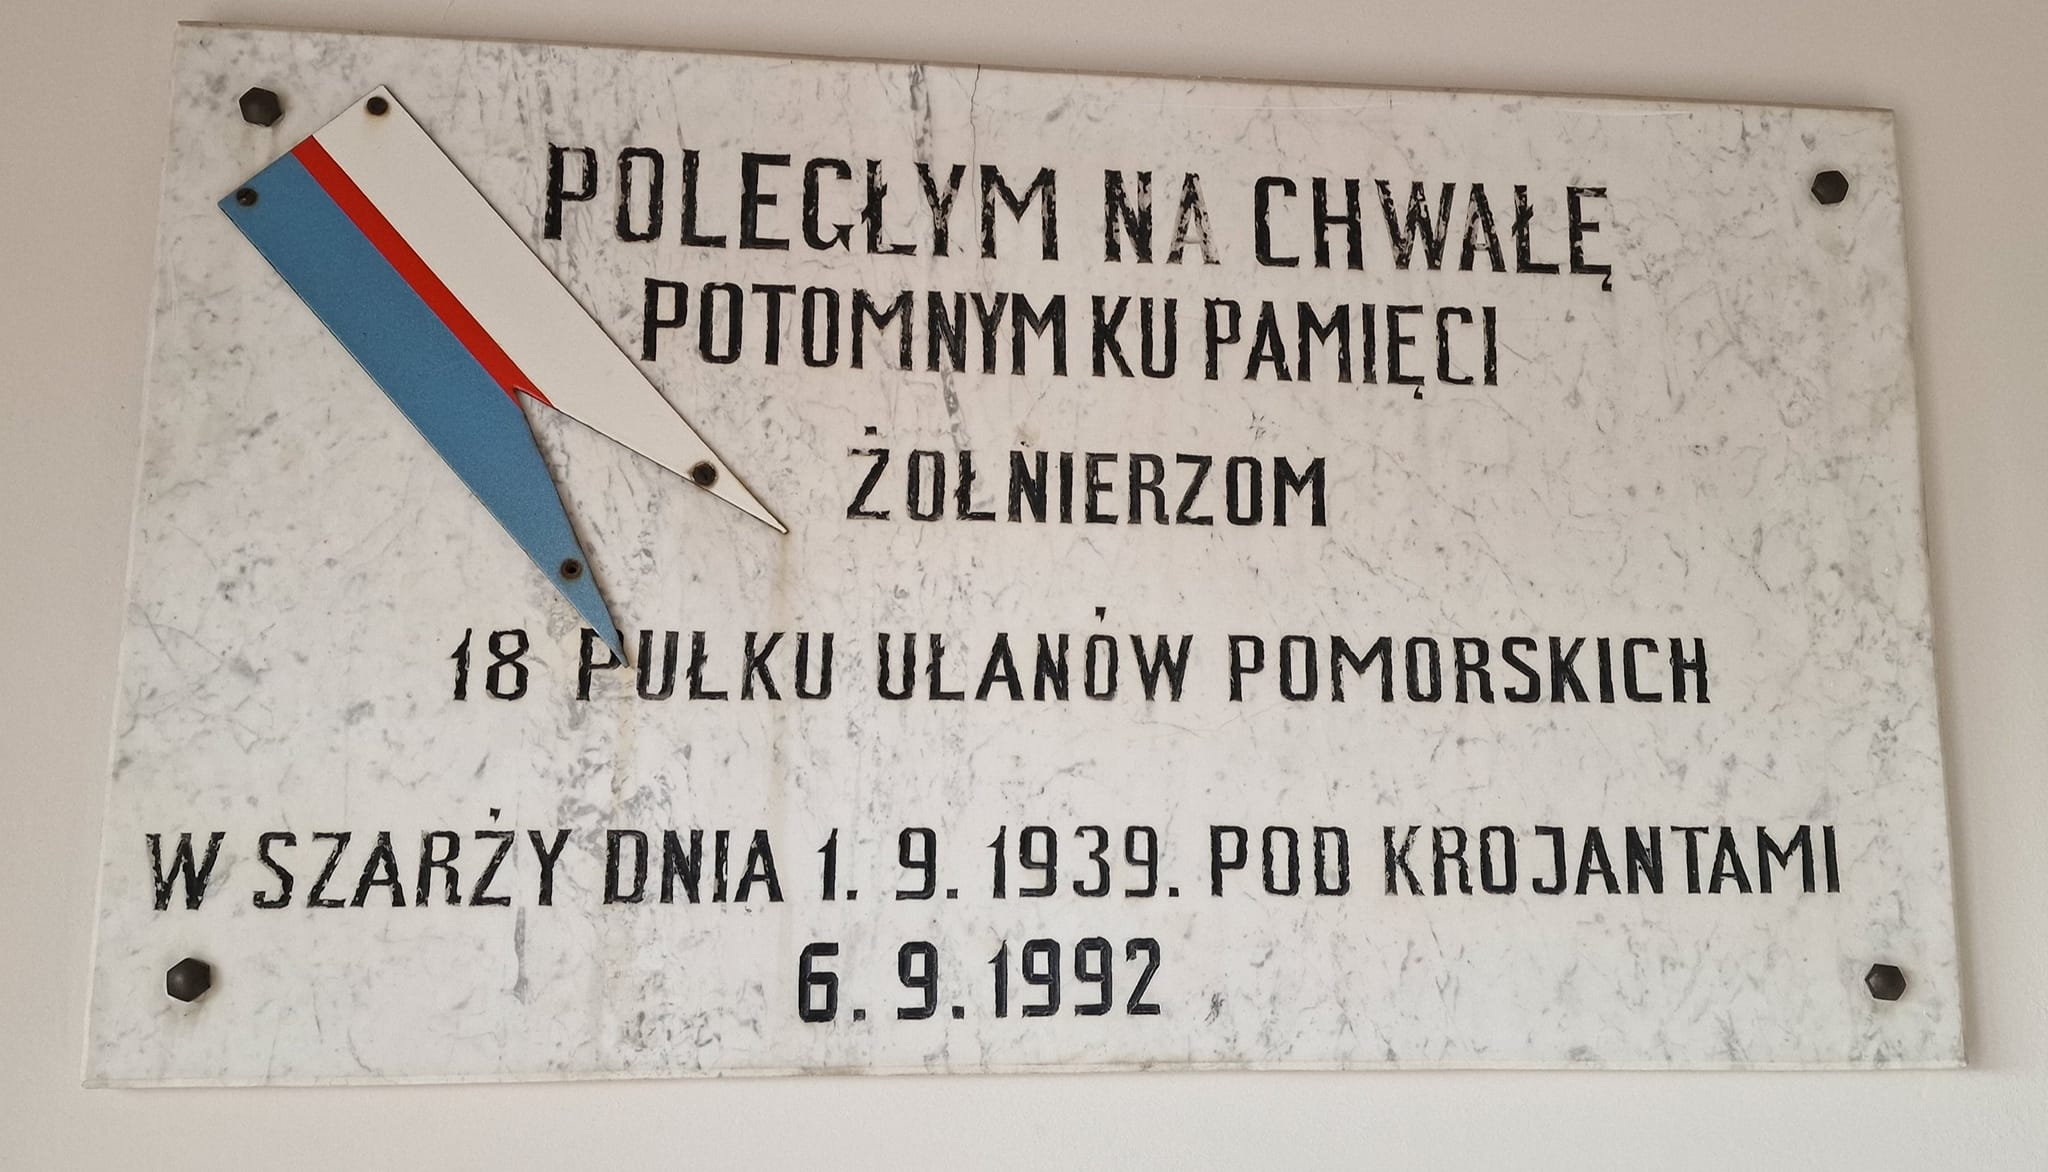 POLEGŁYM NA CHWAŁĘ
POTOMNYM KU PAMIĘCI
ŻOŁNIERZOM
18 PUŁKU UŁANÓW POMORSKICH
W SZARŻY DNIA 1. 9. 1939. POD KROJANTAMI
6. 9. 1992